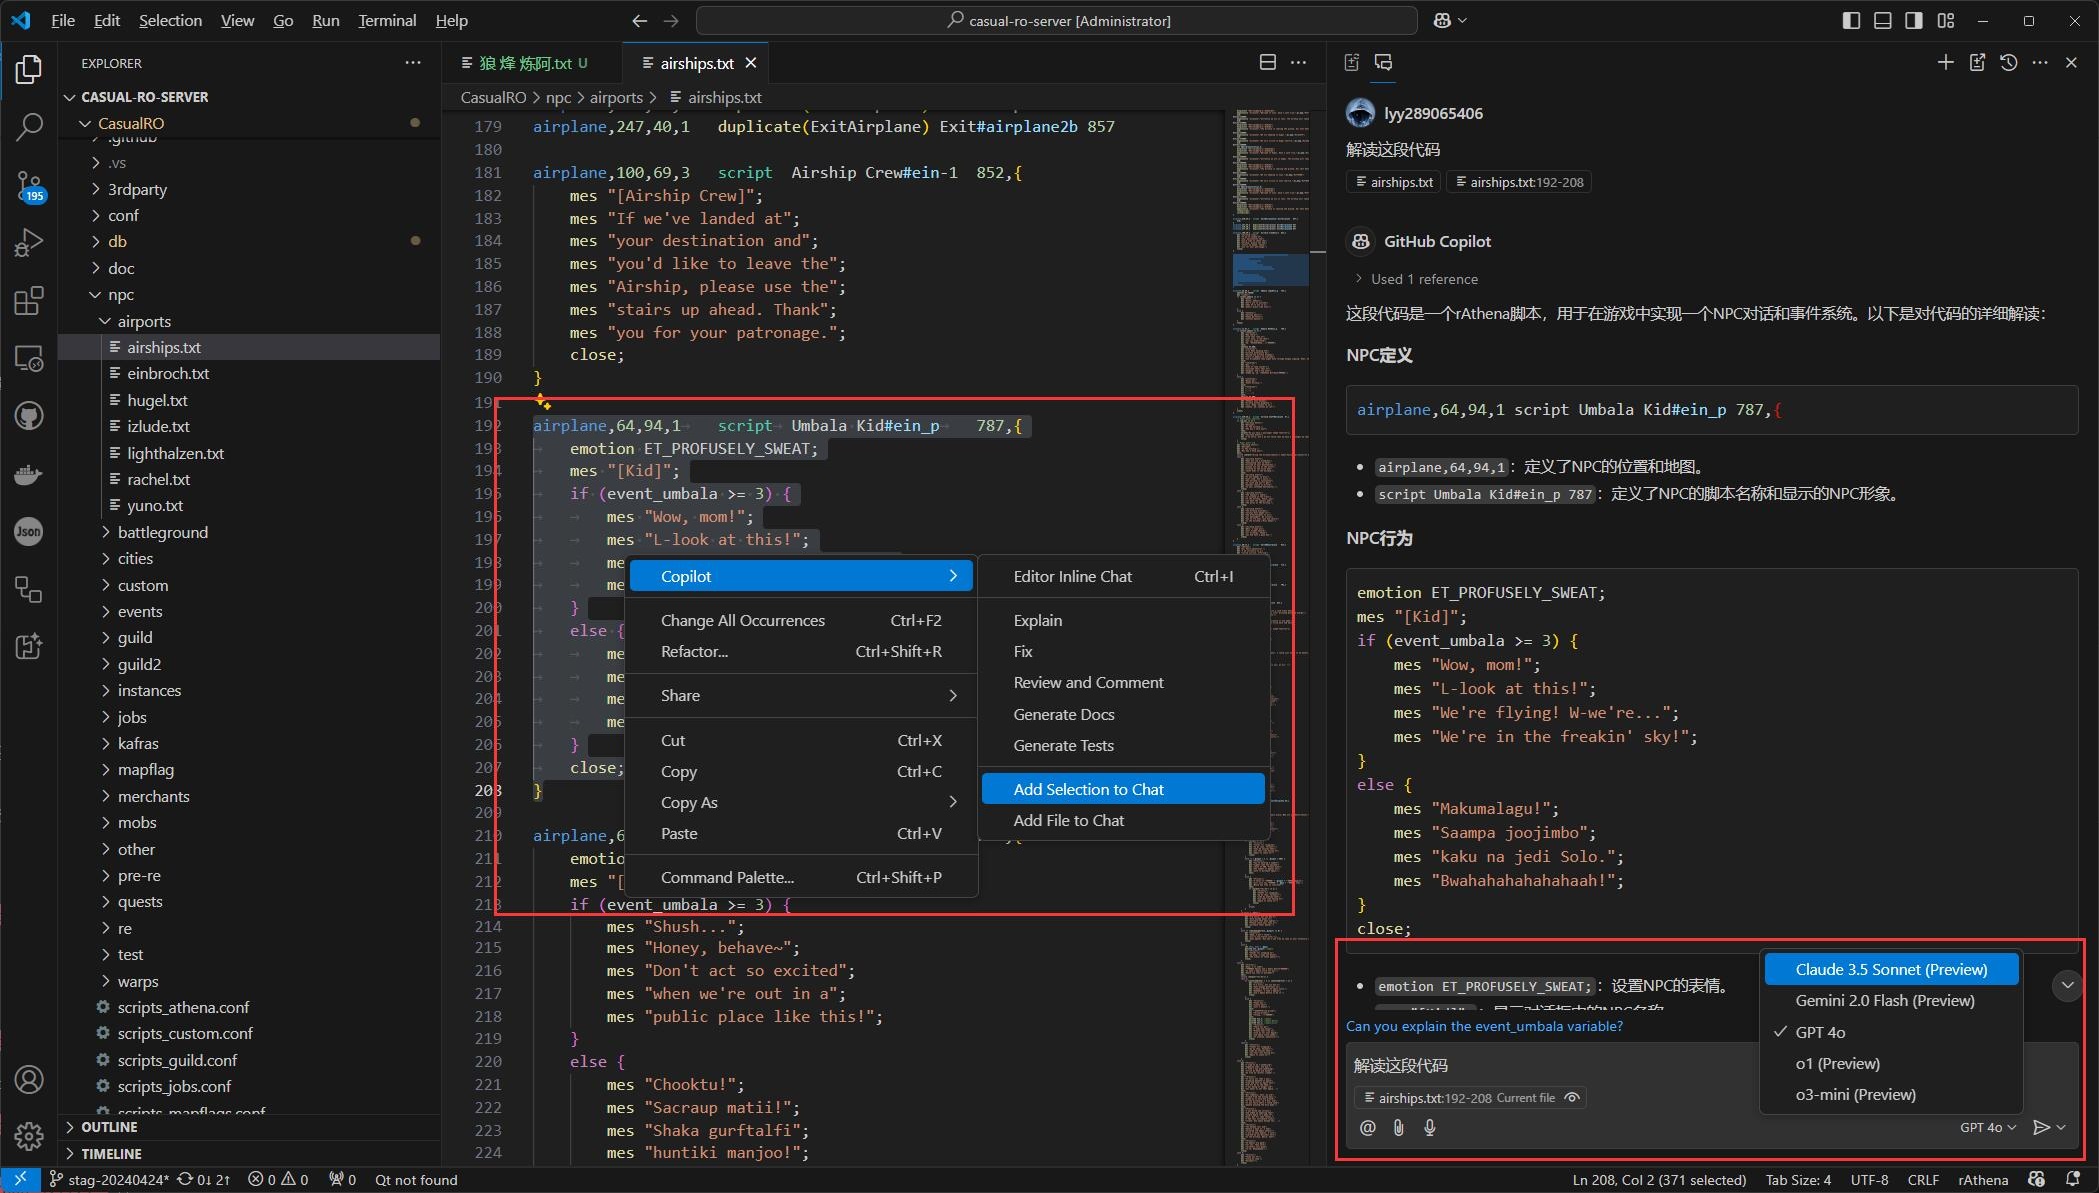 File Edit Selection View Go Run Terminal Help
casual-ro-server [Administrator]
EXPLORER
CASUAL-RO-SERVER
CasualRO
.github
.vs
3rdparty
conf
db
doc
npc
airports
airships.txt
einbroch.txt
hugel.txt
izlude.txt
lighthalzen.txt
rachel.txt
yuno.txt
battleground
cities
custom
events
guild
guild2
instances
jobs
kafras
mapflag
merchants
mobs
other
pre-re
quests
re
test
warps
scripts_athena.conf
scripts_custom.conf
scripts_guild.conf
scripts_jobs.conf
scripts_mapflags.conf
OUTLINE
TIMELINE
195
Json
狼 烽 炼阿.txt U
airships.txt
CasualRO > npc > airports > airships.txt
179 airplane,247,40,1 duplicate(ExitAirplane) Exit#airplane2b 857
180
181 airplane,100,69,3 script Airship Crew#ein-1 852,{
182 mes "[Airship Crew]";
183 mes "If we've landed at";
184 mes "your destination and";
185 mes "you'd like to leave the";
186 mes "Airship, please use the";
187 mes "stairs up ahead. Thank";
188 mes "you for your patronage.";
189 close;
190 }
191
192 airplane,64,94,1 script Umbala Kid#ein_p 787,{
193 emotion ET_PROFUSELY_SWEAT;
194 mes "[Kid]";
195 if (event_umbala >= 3) {
196 mes "Wow, mom!";
197 mes "L-look at this!";
198 me
199 me
200 }
201 else {
202 me
203 me
204 me
205 me
206 }
207 close;
208 }
209
210 airplane,6 ,{
211 emotio
212 mes "[
213 if (event_umbala >= 3) {
214 mes "Shush...";
215 mes "Honey, behave~";
216 mes "Don't act so excited";
217 mes "when we're out in a";
218 mes "public place like this!";
219 }
220 else {
221 mes "Chooktu!";
222 mes "Sacraup matii!";
223 mes "Shaka gurftalfi";
224 mes "huntiki manjoo!";
Copilot
Change All Occurrences Ctrl+F2
Refactor... Ctrl+Shift+R
Share
Cut Ctrl+X
Copy Ctrl+C
Copy As
Paste Ctrl+V
Command Palette... Ctrl+Shift+P
Editor Inline Chat Ctrl+I
Explain
Fix
Review and Comment
Generate Docs
Generate Tests
Add Selection to Chat
Add File to Chat
lyy289065406
解读这段代码
airships.txt airships.txt:192-208
GitHub Copilot
Used 1 reference
这段代码是一个rAthena脚本，用于在游戏中实现一个NPC对话和事件系统。以下是对代码的详细解读：
NPC定义
airplane,64,94,1 script Umbala Kid#ein_p 787,{
• airplane,64,94,1：定义了NPC的位置和地图。
• script Umbala Kid#ein_p 787：定义了NPC的脚本名称和显示的NPC形象。
NPC行为
emotion ET_PROFUSELY_SWEAT;
mes "[Kid]";
if (event_umbala >= 3) {
mes "Wow, mom!";
mes "L-look at this!";
mes "We're flying! W-we're...";
mes "We're in the freakin' sky!";
}
else {
mes "Makumalagu!";
mes "Saampa joojimbo";
mes "kaku na jedi Solo.";
mes "Bwahahahahahaaah!";
}
close;
• emotion ET_PROFUSELY_SWEAT;：设置NPC的表情。
Can you explain the event_umbala variable?
解读这段代码
airships.txt:192-208 Current file
GPT 4o
Claude 3.5 Sonnet (Preview)
Gemini 2.0 Flash (Preview)
GPT 4o
o1 (Preview)
o3-mini (Preview)
stag-20240424* 0↓ 2↑ 0 0 0 Qt not found
Ln 208, Col 2 (371 selected) Tab Size: 4 UTF-8 CRLF rAthena